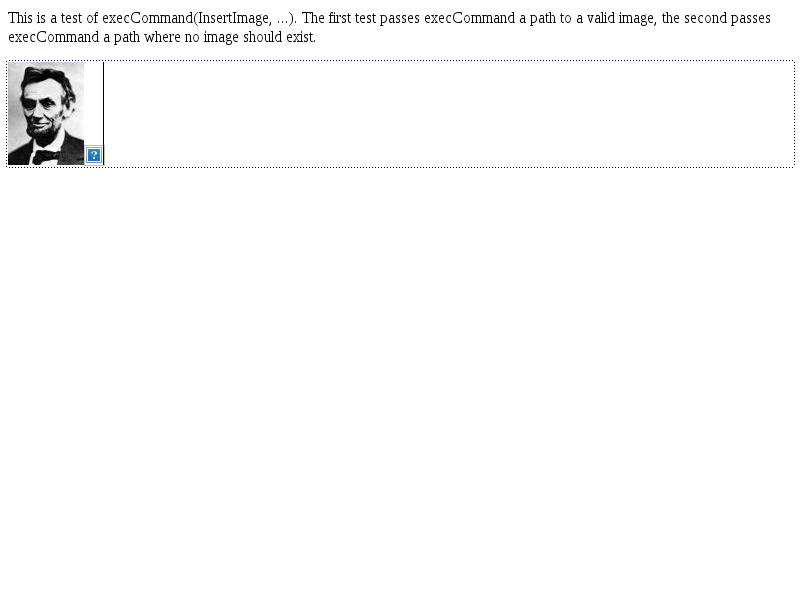 This is a test of execCommand(InsertImage, ...). The first test passes execCommand a path to a valid image, the second passes
execCommand a path where no image should exist.
?